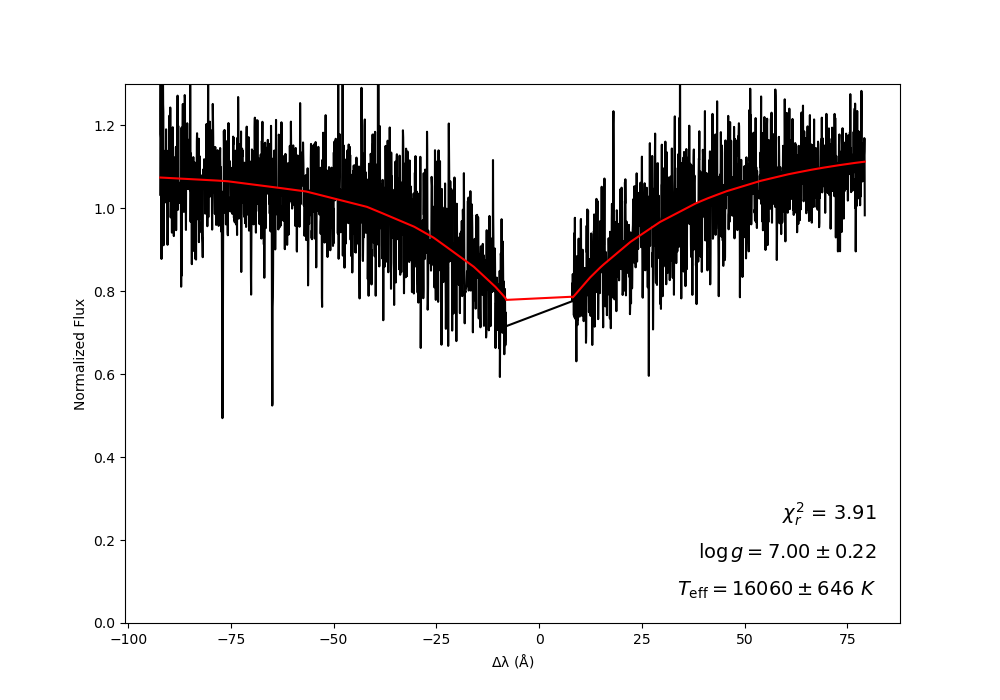 1.2
1.0
0.8
0.6
0.4
0.2
0.0
Normalized Flux
χ²ᵣ = 3.91
log g = 7.00 ± 0.22
T_eff = 16060 ± 646 K
−100 −75 −50 −25 0 25 50 75
Δλ (Å)